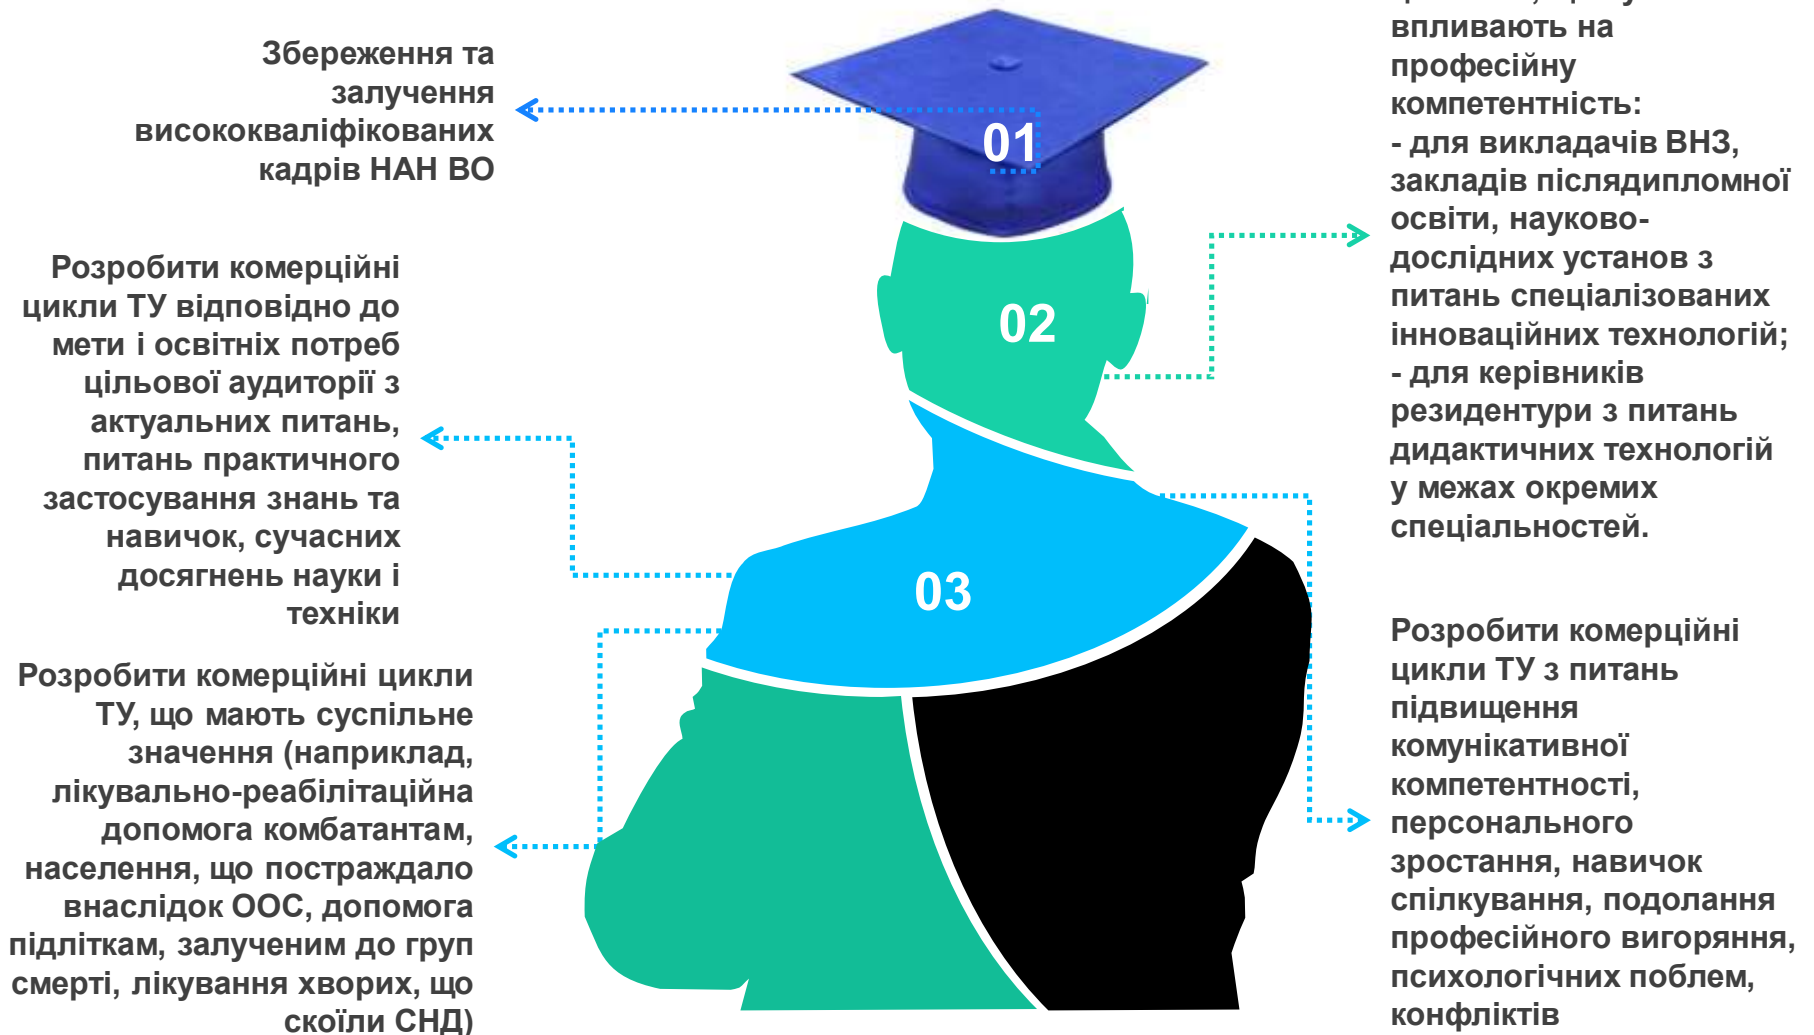 Збереження та
залучення
висококваліфікованих
кадрів НАН ВО
Розробити комерційні
цикли ТУ відповідно до
мети і освітніх потреб
цільової аудиторії з
актуальних питань,
питань практичного
застосування знань та
навичок, сучасних
досягнень науки і
техніки
Розробити комерційні цикли
ТУ, що мають суспільне
значення (наприклад,
лікувально-реабілітаційна
допомога комбатантам,
населення, що постраждало
внаслідок ООС, допомога
підліткам, залученим до груп
смерті, лікування хворих, що
скоїли СНД)
01
02
03
впливають на
професійну
компетентність:
- для викладачів ВНЗ,
закладів післядипломної
освіти, науково-
дослідних установ з
питань спеціалізованих
інноваційних технологій;
- для керівників
резидентури з питань
дидактичних технологій
у межах окремих
спеціальностей.
Розробити комерційні
цикли ТУ з питань
підвищення
комунікативної
компетентності,
персонального
зростання, навичок
спілкування, подолання
професійного вигоряння,
психологічних поблем,
конфліктів